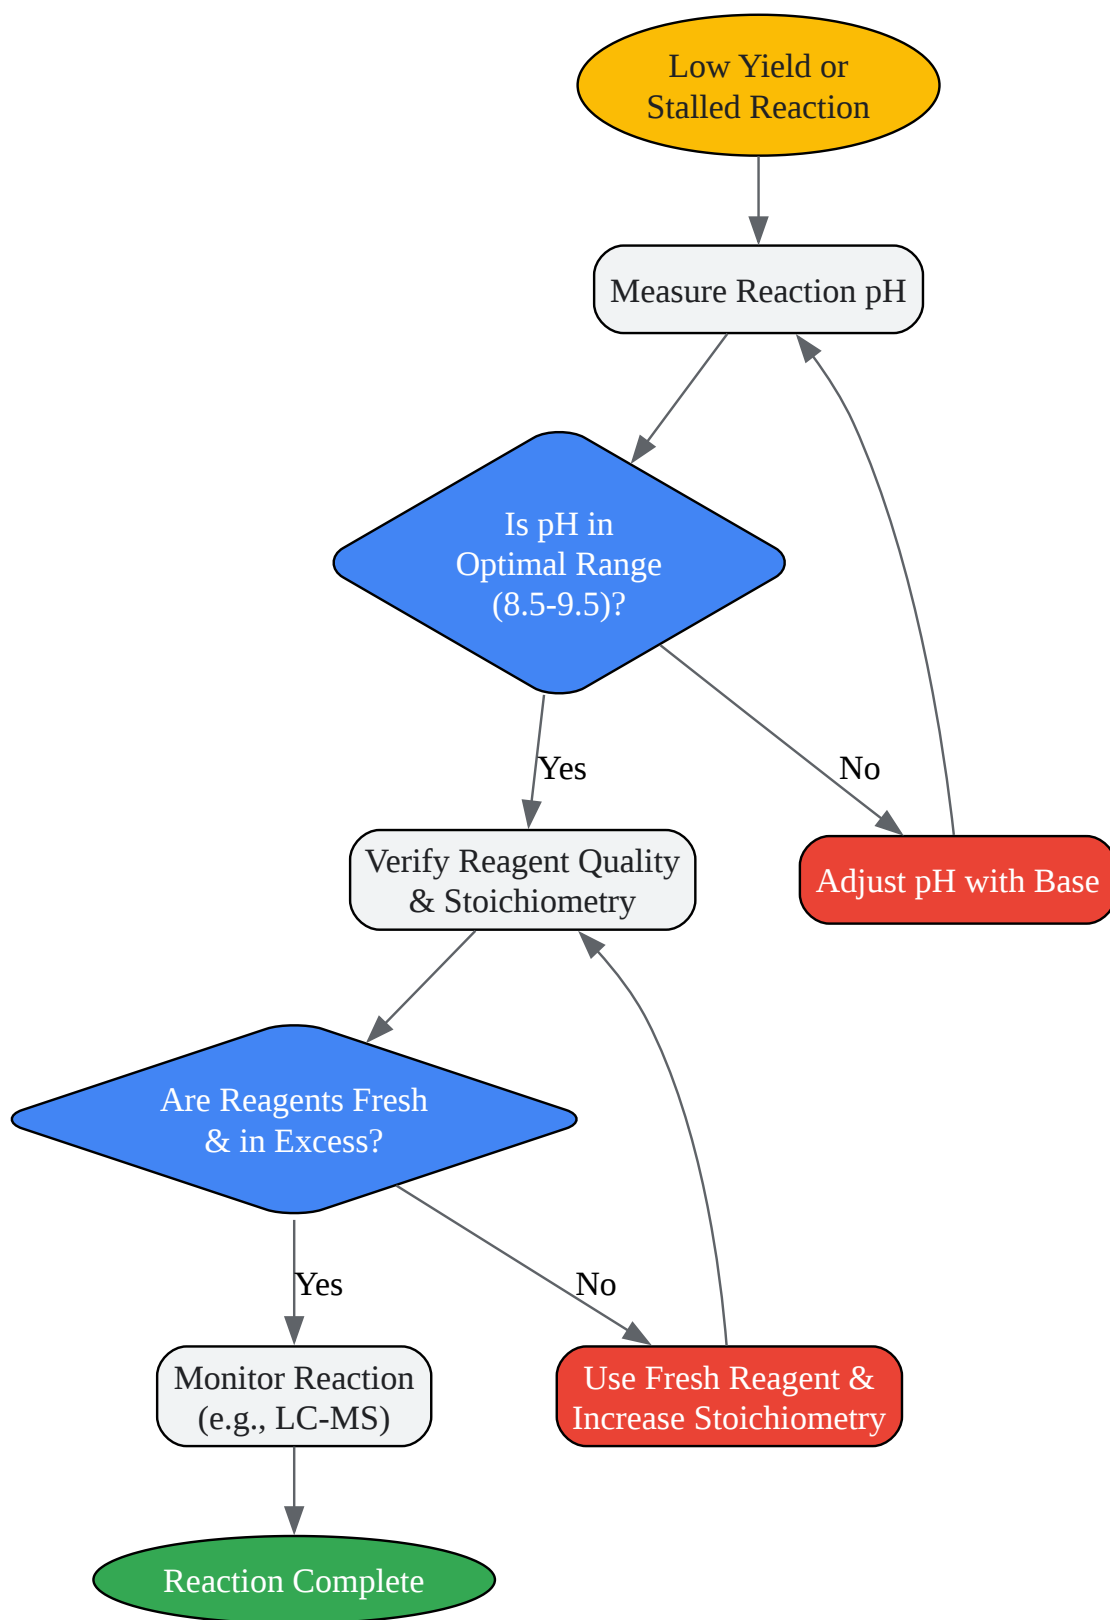 Low Yield or
Stalled Reaction
Measure Reaction pH
Is pH in
Optimal Range
(8.5-9.5)?
Yes
No
Verify Reagent Quality
& Stoichiometry
Adjust pH with Base
Are Reagents Fresh
& in Excess?
Yes
No
Monitor Reaction
(e.g., LC-MS)
Use Fresh Reagent &
Increase Stoichiometry
Reaction Complete